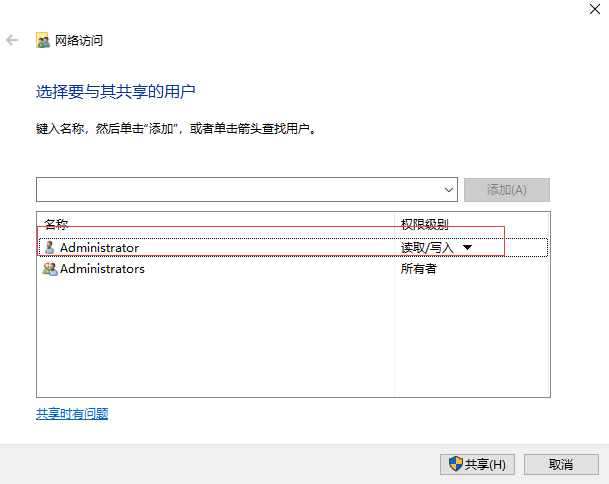 网络访问
选择要与其共享的用户
键入名称，然后单击“添加”，或者单击箭头查找用户。
添加(A)
名称 权限级别
Administrator 读取/写入
Administrators 所有者
共享时有问题
共享(H) 取消